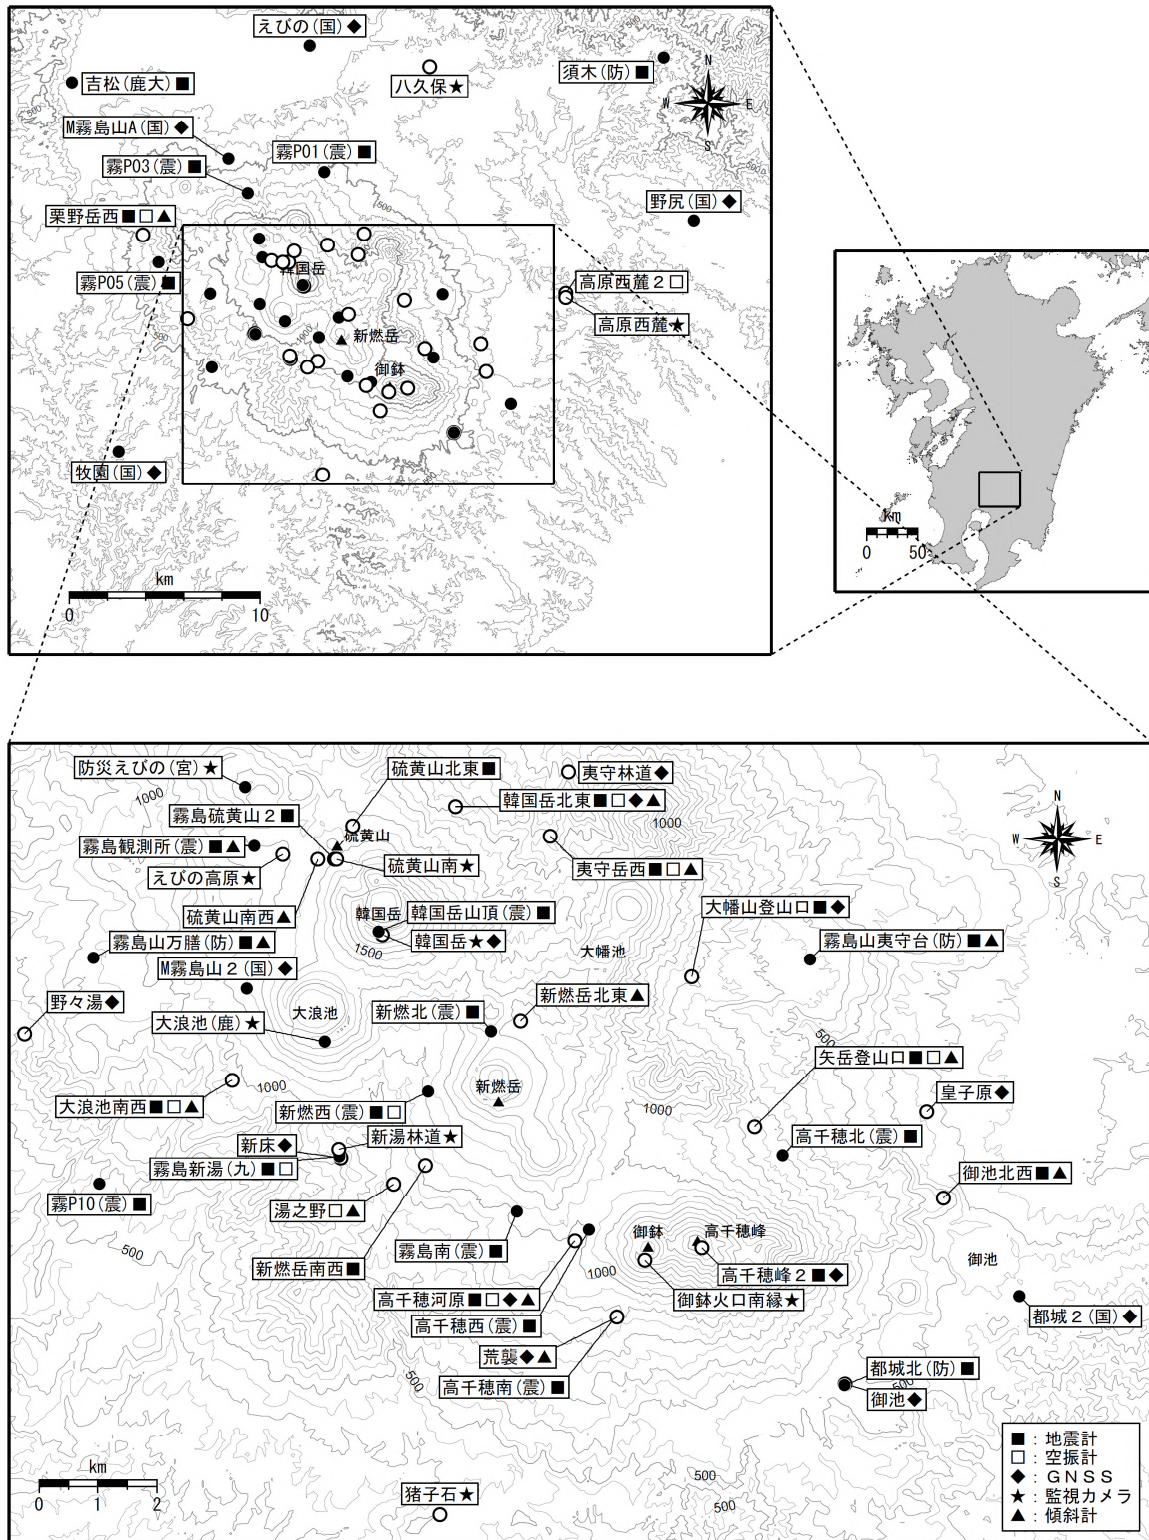 えびの(国)◆
吉松(鹿大)■
八久保★
須木(防)■
N
W E
S
M霧島山A(国)◆
霧P03(震)■
霧P01(震)■
500
500
500
栗野岳西■□▲
野尻(国)◆
霧P05(震)■
韓国岳
高原西麓2□
高原西麓★
1000
新燃岳
500
御鉢
牧園(国)◆
km
0 10
km
0 50
防災えびの(宮)★
硫黄山北東■
夷守林道◆
1000
霧島硫黄山2■
韓国岳北東■□◆▲
1000
硫黄山
霧島観測所(震)■▲
えびの高原★
硫黄山南★
夷守岳西■□▲
N
W E
S
硫黄山南西▲
韓国岳
韓国岳山頂(震)■
大幡山登山口■◆
霧島山万膳(防)■▲
韓国岳★◆
1500
大幡池
霧島山夷守台(防)■▲
M霧島山2(国)◆
野々湯◆
大浪池
新燃岳北東▲
大浪池(鹿)★
新燃北(震)■
500
矢岳登山口■□▲
大浪池南西■□▲
1000
新燃岳
新燃西(震)■□
1000
皇子原◆
新床◆
新湯林道★
高千穂北(震)■
霧島新湯(九)■□
御池北西■▲
霧P10(震)■
湯之野□▲
500
霧島南(震)■
御鉢
高千穂峰
新燃岳南西■
1000
高千穂峰2■◆
御池
高千穂河原■□◆▲
御鉢火口南縁★
高千穂西(震)■
都城2(国)◆
荒襲◆▲
高千穂南(震)■
500
都城北(防)■
500
御池◆
km
0 1 2
猪子石★
500
500
■：地震計
□：空振計
◆：GNSS
★：監視カメラ
▲：傾斜計